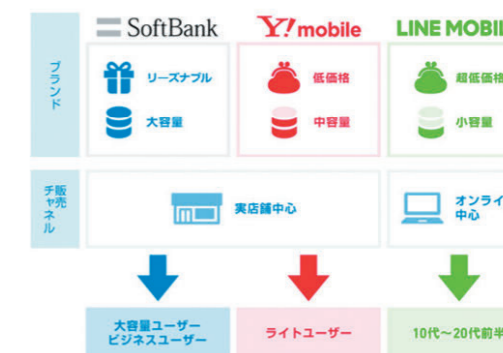 SoftBank
Y!mobile
LINE MOBIL
ブランド
リーズナブル
低価格
超低価格
大容量
中容量
小容量
販売
チャネル
実店舗中心
オンライ
中心
大容量ユーザー
ビジネスユーザー
ライトユーザー
10代~20代前半